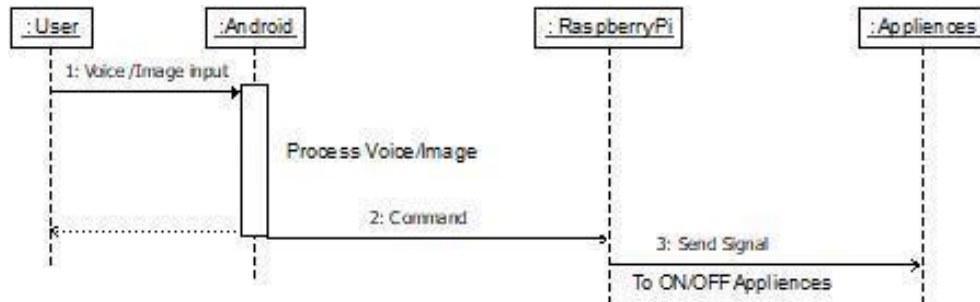 :User
:Android
: RaspberryPi
:Appliences
1: Voice /Image input
Process Voice/Image
2: Command
3: Send Signal
To ON/OFF Appliences